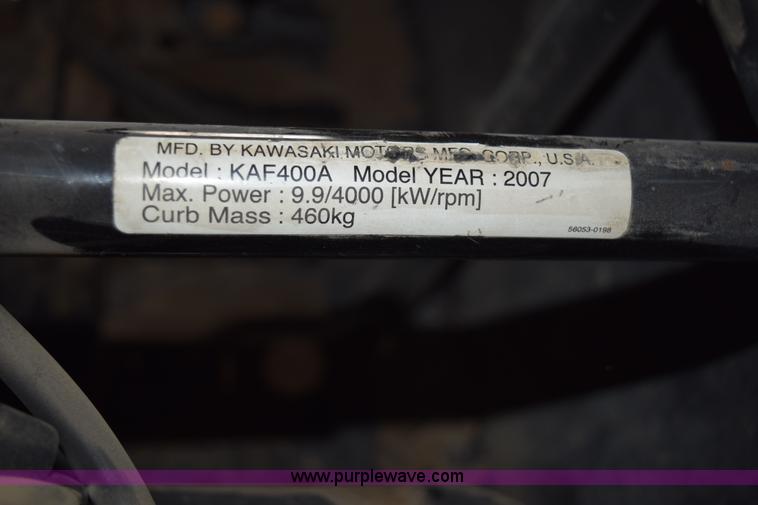 MFD. BY KAWASAKI MOTORS MFG. CORP., U.S.A.
Model : KAF400A Model YEAR : 2007
Max. Power : 9.9/4000 [kW/rpm]
Curb Mass : 460kg
56053-0198
www.purplewave.com